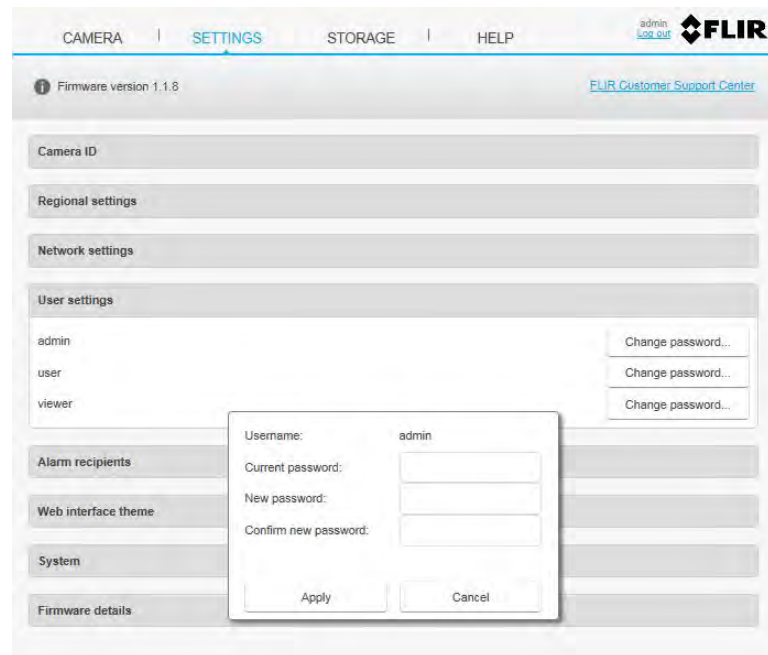 CAMERA | SETTINGS STORAGE | HELP
admin
Log out
FLIR
Firmware version 1.1.8
FLIR Customer Support Center
Camera ID
Regional settings
Network settings
User settings
admin Change password...
user Change password...
viewer Change password...
Username: admin
Current password:
New password:
Confirm new password:
Apply Cancel
Alarm recipients
Web interface theme
System
Firmware details